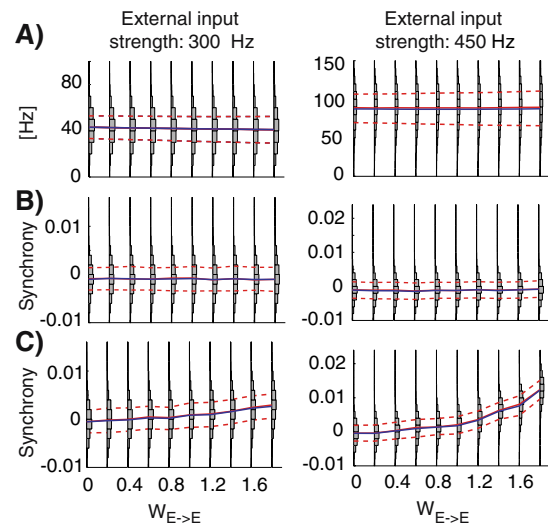 External input
strength: 300 Hz
External input
strength: 450 Hz
A)
80
40
0
[Hz]
150
100
50
0
B)
0.01
0
-0.01
Synchrony
0.02
0.01
0
-0.01
C)
0.01
0
-0.01
Synchrony
0.02
0.01
0
-0.01
0 0.4 0.8 1.2 1.6
W E->E
0 0.4 0.8 1.2 1.6
W E->E